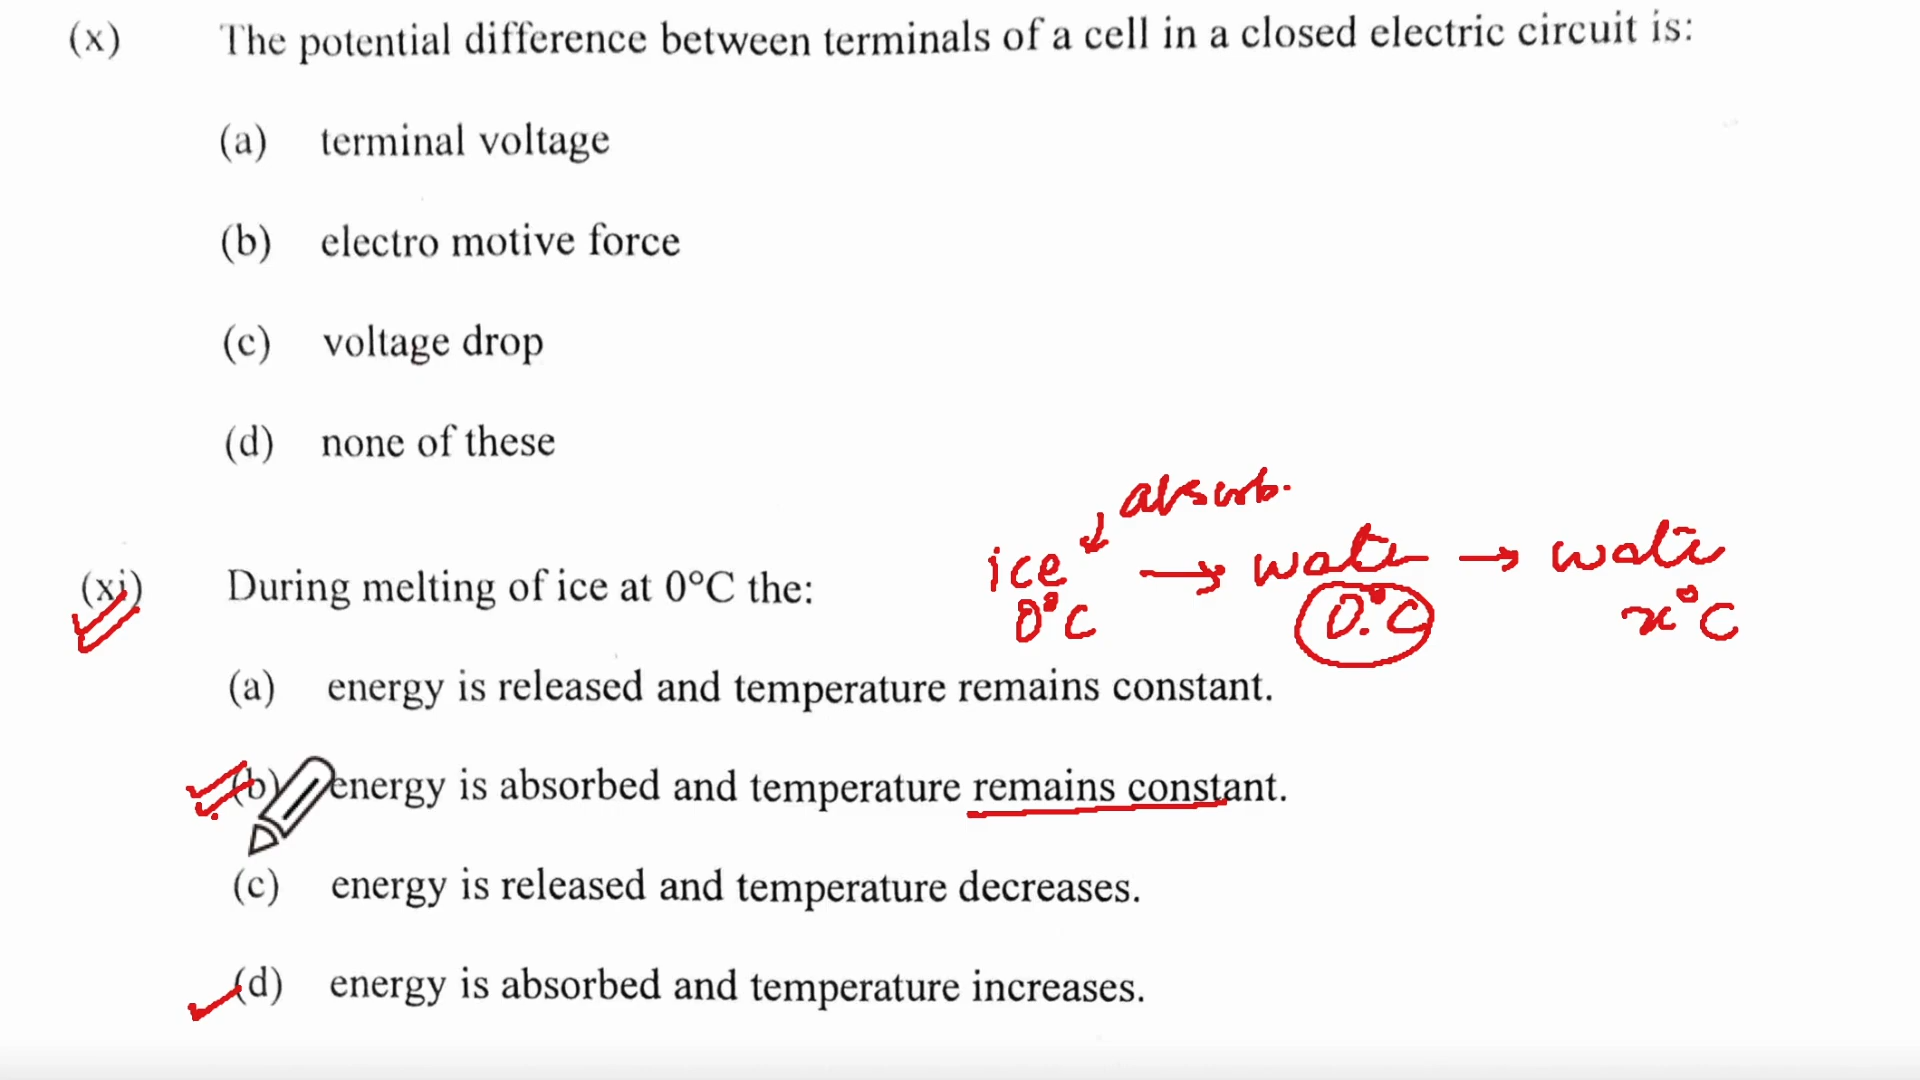 (x) The potential difference between terminals of a cell in a closed electric circuit is:
(a) terminal voltage
(b) electro motive force
(c) voltage drop
(d) none of these
absorb.
ice → water → water
0°C 0°C x°C
(xi) During melting of ice at 0°C the:
(a) energy is released and temperature remains constant.
(b) energy is absorbed and temperature remains constant.
(c) energy is released and temperature decreases.
(d) energy is absorbed and temperature increases.